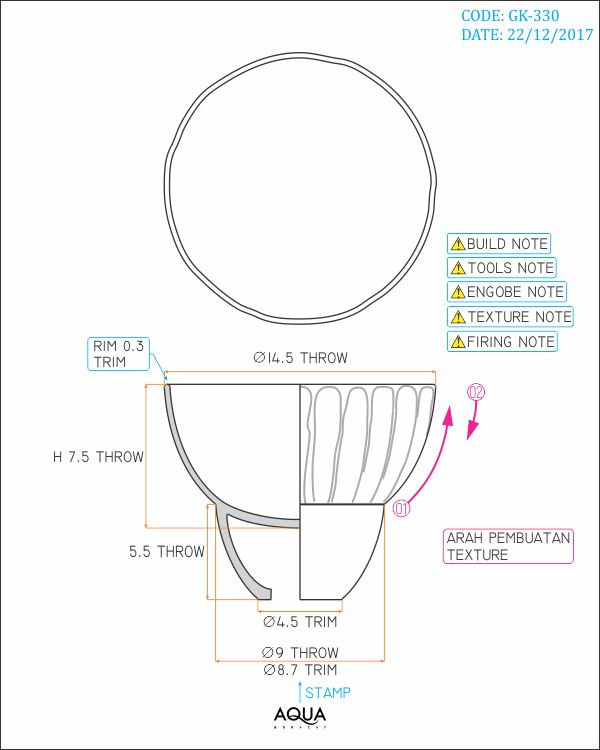 CODE: GK-330
DATE: 22/12/2017
BUILD NOTE
TOOLS NOTE
ENGOBE NOTE
TEXTURE NOTE
FIRING NOTE
RIM 0.3
TRIM
Ø14.5 THROW
02
H 7.5 THROW
01
ARAH PEMBUATAN
TEXTURE
5.5 THROW
Ø4.5 TRIM
Ø9 THROW
Ø8.7 TRIM
STAMP
AQUA
BORACAY